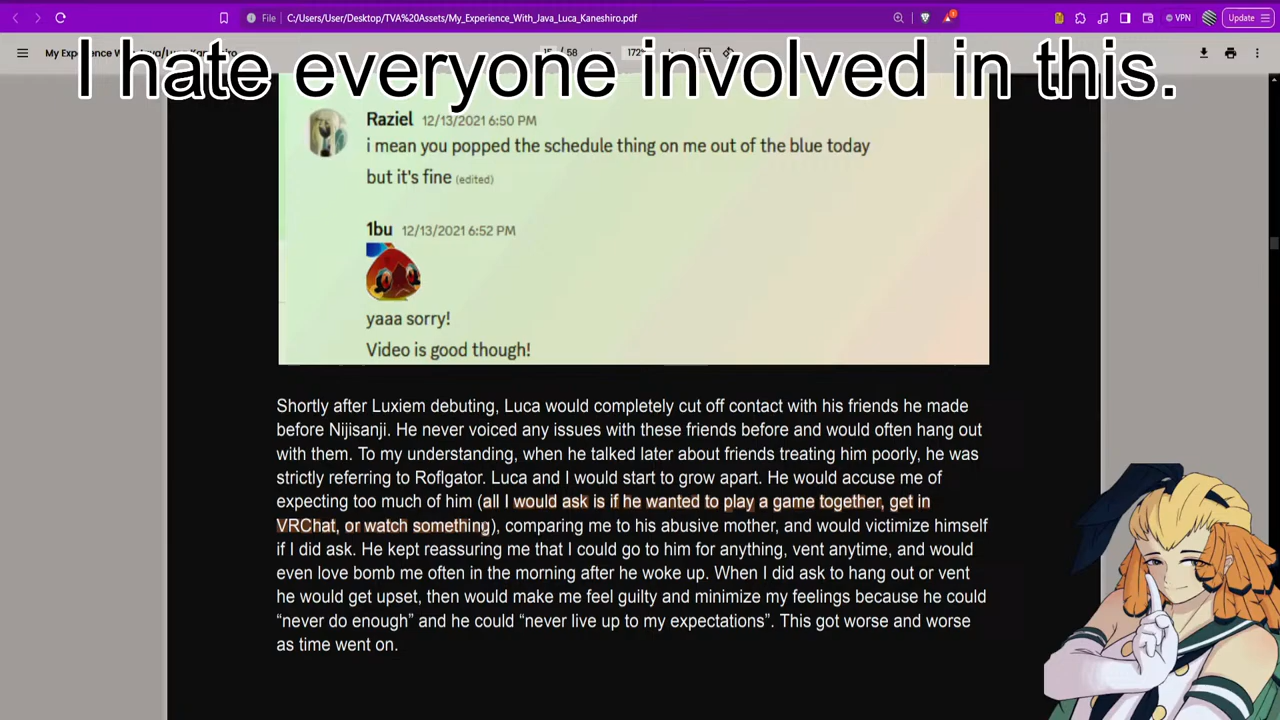 File
C:/Users/User/Desktop/TVA%20Assets/My_Experience_With_Java_Luca_Kaneshiro.pdf
VPN
Update
/ 58
172%
I hate everyone involved in this.
Raziel 12/13/2021 6:50 PM
i mean you popped the schedule thing on me out of the blue today
but it's fine (edited)
1bu 12/13/2021 6:52 PM
yaaa sorry!
Video is good though!
Shortly after Luxiem debuting, Luca would completely cut off contact with his friends he made
before Nijisanji. He never voiced any issues with these friends before and would often hang out
with them. To my understanding, when he talked later about friends treating him poorly, he was
strictly referring to Roflgator. Luca and I would start to grow apart. He would accuse me of
expecting too much of him (all I would ask is if he wanted to play a game together, get in
VRChat, or watch something), comparing me to his abusive mother, and would victimize himself
if I did ask. He kept reassuring me that I could go to him for anything, vent anytime, and would
even love bomb me often in the morning after he woke up. When I did ask to hang out or vent
he would get upset, then would make me feel guilty and minimize my feelings because he could
“never do enough” and he could “never live up to my expectations”. This got worse and worse
as time went on.